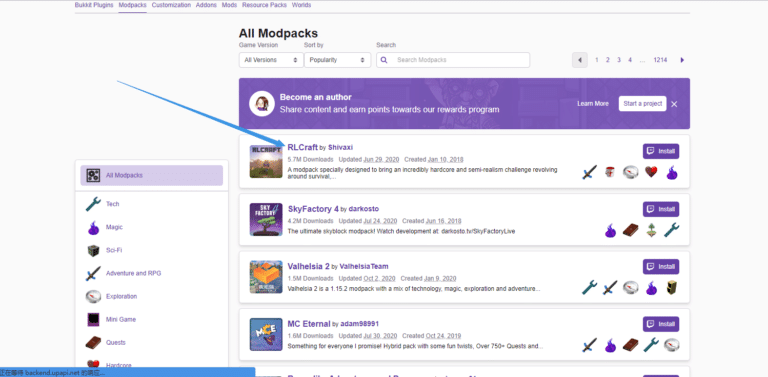 Bukkit Plugins Modpacks Customization Addons Mods Resource Packs Worlds
All Modpacks
Game Version Sort by Search
All Versions Popularity Search Modpacks 1 2 3 4 ... 1214
Become an author
Share content and earn points towards our rewards program
Learn More Start a project
RLCRAFT
RLCraft by Shivaxi
Install
5.7M Downloads Updated Jun 29, 2020 Created Jan 10, 2018
A modpack specially designed to bring an incredibly hardcore and semi-realism challenge revolving
around survival,...
SKY FACTORY
SkyFactory 4 by darkosto
Install
4.2M Downloads Updated Jul 24, 2020 Created Jun 16, 2018
The ultimate skyblock modpack! Watch development at: darkosto.tv/SkyFactoryLive
Valhelsia 2 by ValhelsiaTeam
Install
1.5M Downloads Updated Oct 2, 2020 Created Jan 9, 2020
Valhelsia 2 is a 1.15.2 modpack with a mix of technology, magic, exploration and adventure...
MC Eternal by adam98991
Install
1.6M Downloads Updated Jul 30, 2020 Created Oct 24, 2019
Something for everyone I promise! Hybrid pack with some fun twists, Over 750+ Quests and...
All Modpacks
Tech
Magic
Sci-Fi
Adventure and RPG
Exploration
Mini Game
Quests
Hardcore
正在等待 backend.upapi.net 的响应...